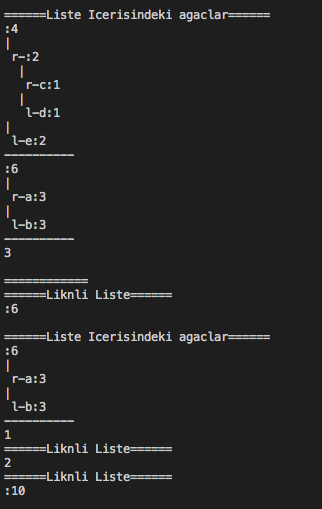 ======Liste Icerisindeki agaclar======
:4
|
 r-:2
  |
   r-c:1
  |
   l-d:1
|
 l-e:2
----------
:6
|
 r-a:3
|
 l-b:3
----------
3

============
======Liknli Liste======
:6

======Liste Icerisindeki agaclar======
:6
|
 r-a:3
|
 l-b:3
----------
1
======Liknli Liste======
2
======Liknli Liste======
:10